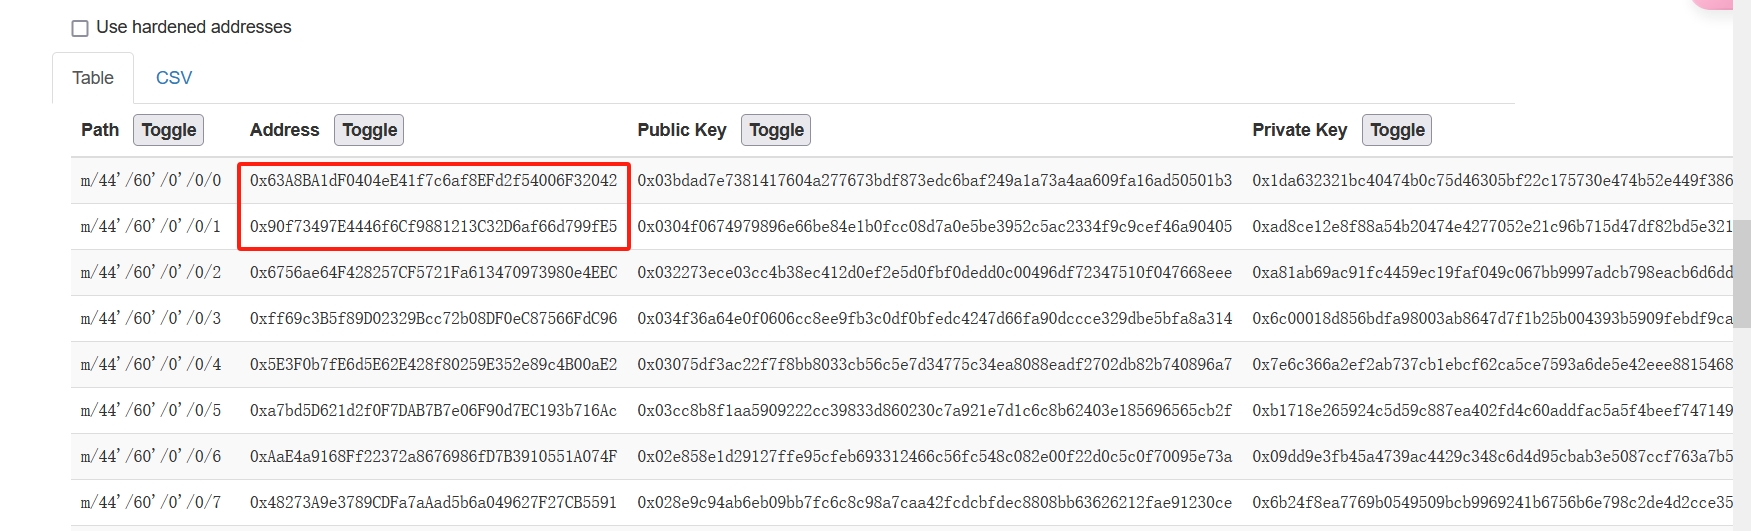 Use hardened addresses
Table CSV
Path Toggle Address Toggle Public Key Toggle Private Key Toggle
m/44'/60'/0'/0/0 0x63A8BA1dF0404eE41f7c6af8EFd2f54006F32042 0x03bdad7e7381417604a277673bdf873edc6baf249a1a73a4aa609fa16ad50501b3 0x1da632321bc40474b0c75d46305bf22c175730e474b52e449f386
m/44'/60'/0'/0/1 0x90f73497E4446f6Cf9881213C32D6af66d799fE5 0x0304f0674979896e66be84e1b0fcc08d7a0e5be3952c5ac2334f9c9cef46a90405 0xad8ce12e8f88a54b20474e4277052e21c96b715d47df82bd5e321
m/44'/60'/0'/0/2 0x6756ae64F428257CF5721Fa613470973980e4EEC 0x032273ece03cc4b38ec412d0ef2e5d0fbf0dedd0c00496df72347510f047668eee 0xa81ab69ac91fc4459ec19faf049c067bb9997adcb798eacb6d6dd
m/44'/60'/0'/0/3 0xff69c3B5f89D02329Bcc72b08DF0eC87566FdC96 0x034f36a64e0f0606cc8ee9fb3c0df0bfedc4247d66fa90dccce329dbe5bfa8a314 0x6c00018d856bdfa98003ab8647d7f1b25b004393b5909febdf9ca
m/44'/60'/0'/0/4 0x5E3F0b7fE6d5E62E428f80259E352e89c4B00aE2 0x03075df3ac22f7f8bb8033cb56c5e7d34775c34ea8088eadf2702db82b740896a7 0x7e6c366a2ef2ab737cb1ebcf62ca5ce7593a6de5e42eee8815468
m/44'/60'/0'/0/5 0xa7bd5D621d2f0F7DAB7B7e06F90d7EC193b716Ac 0x03cc8b8f1aa5909222cc39833d860230c7a921e7d1c6c8b62403e185696565cb2f 0xb1718e265924c5d59c887ea402fd4c60addfac5a5f4beef747149
m/44'/60'/0'/0/6 0xAaE4a9168Ff22372a8676986fD7B3910551A074F 0x02e858e1d29127ffe95cfeb693312466c56fc548c082e00f22d0c5c0f70095e73a 0x09dd9e3fb45a4739ac4429c348c6d4d95cbab3e5087ccf763a7b5
m/44'/60'/0'/0/7 0x48273A9e3789CDFa7aAad5b6a049627F27CB5591 0x028e9c94ab6eb09bb7fc6c8c98a7caa42fcdcbfdec8808bb63626212fae91230ce 0x6b24f8ea7769b0549509bcb9969241b6756b6e798c2de4d2cce35